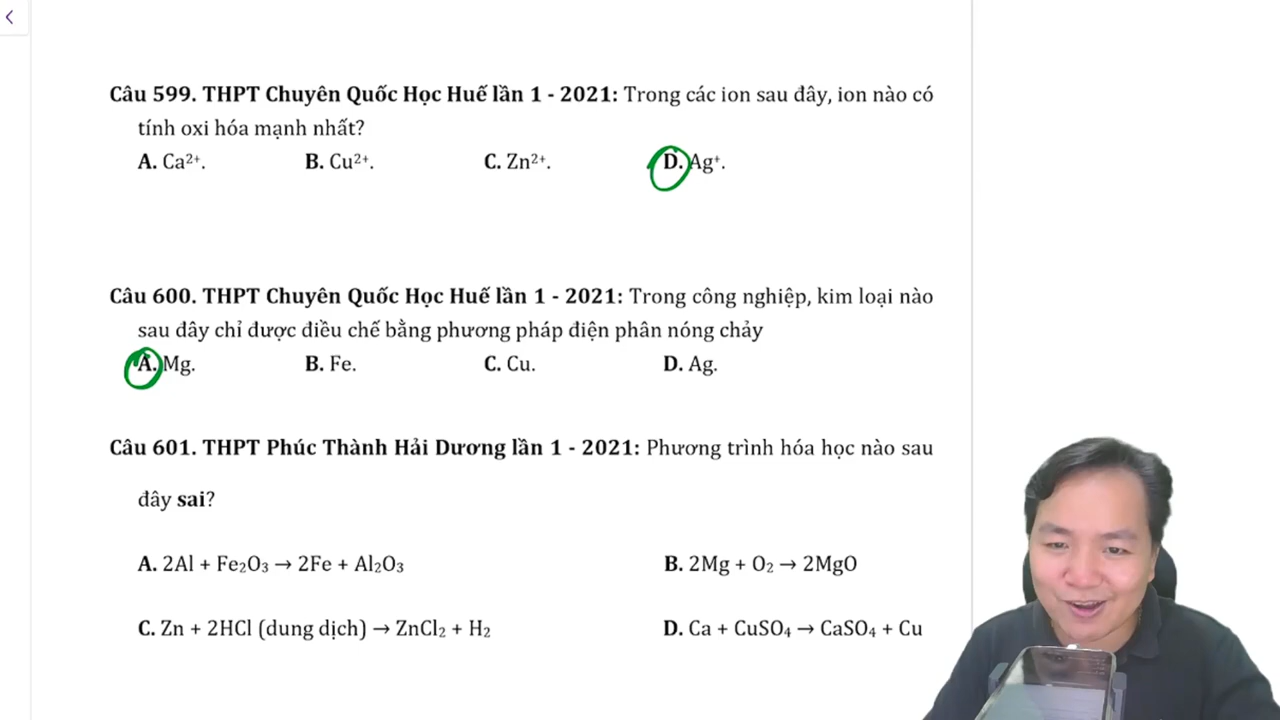 Câu 599. THPT Chuyên Quốc Học Huế lần 1 - 2021: Trong các ion sau đây, ion nào có
tính oxi hóa mạnh nhất?
A. Ca²⁺. B. Cu²⁺. C. Zn²⁺. D. Ag⁺.
Câu 600. THPT Chuyên Quốc Học Huế lần 1 - 2021: Trong công nghiệp, kim loại nào
sau đây chỉ được điều chế bằng phương pháp điện phân nóng chảy
A. Mg. B. Fe. C. Cu. D. Ag.
Câu 601. THPT Phúc Thành Hải Dương lần 1 - 2021: Phương trình hóa học nào sau
đây sai?
A. 2Al + Fe₂O₃ → 2Fe + Al₂O₃ B. 2Mg + O₂ → 2MgO
C. Zn + 2HCl (dung dịch) → ZnCl₂ + H₂ D. Ca + CuSO₄ → CaSO₄ + Cu